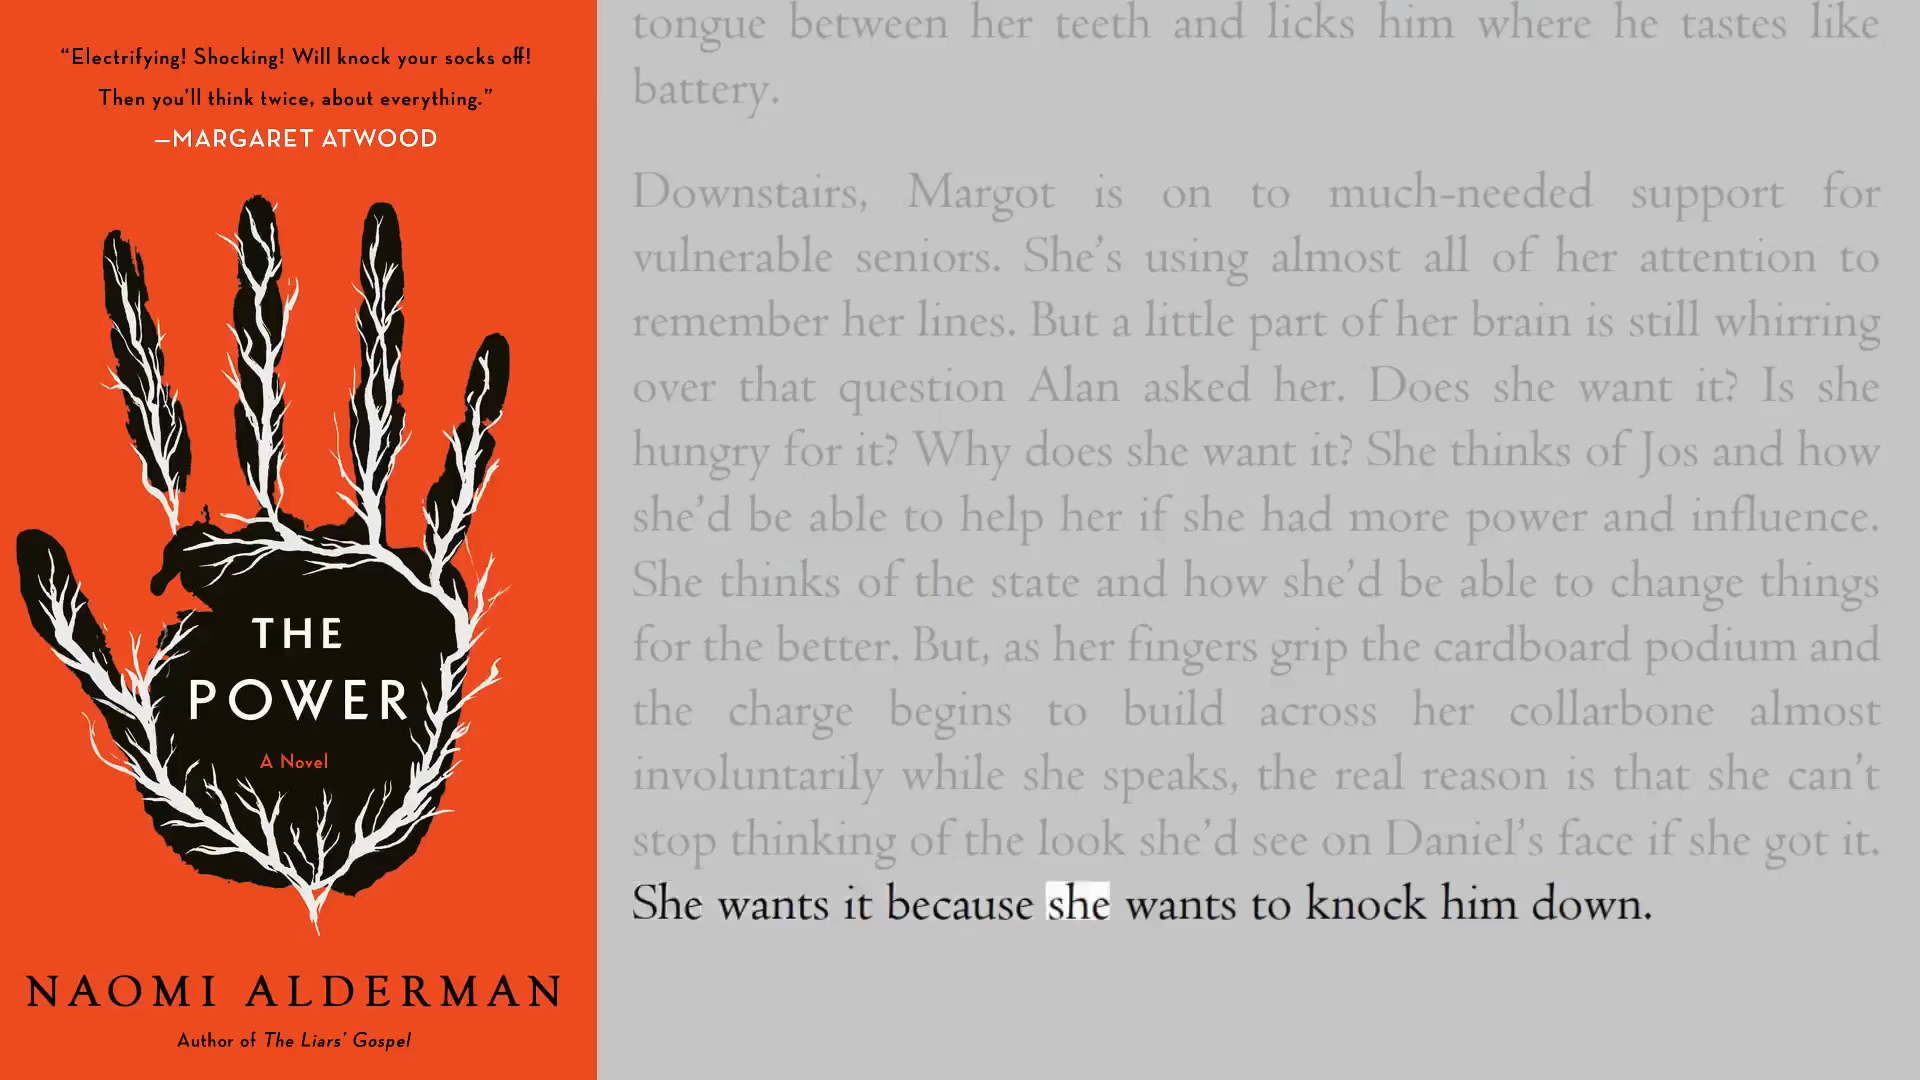 “Electrifying! Shocking! Will knock your socks off!
Then you’ll think twice, about everything.”
—MARGARET ATWOOD
THE
POWER
A Novel
NAOMI ALDERMAN
Author of The Liars’ Gospel
tongue between her teeth and licks him where he tastes like
battery.
Downstairs, Margot is on to much-needed support for
vulnerable seniors. She’s using almost all of her attention to
remember her lines. But a little part of her brain is still whirring
over that question Alan asked her. Does she want it? Is she
hungry for it? Why does she want it? She thinks of Jos and how
she’d be able to help her if she had more power and influence.
She thinks of the state and how she’d be able to change things
for the better. But, as her fingers grip the cardboard podium and
the charge begins to build across her collarbone almost
involuntarily while she speaks, the real reason is that she can’t
stop thinking of the look she’d see on Daniel’s face if she got it.
She wants it because she wants to knock him down.